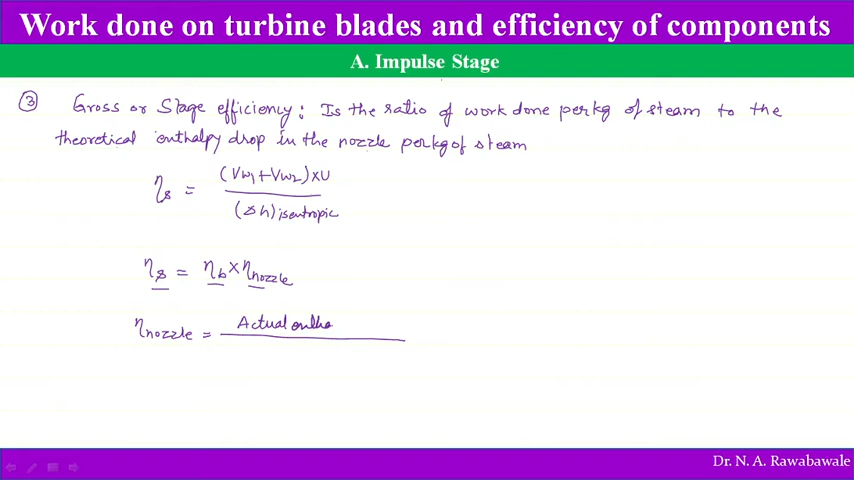 Work done on turbine blades and efficiency of components
A. Impulse Stage
③ Gross or Stage efficiency: Is the ratio of work done per kg of steam to the
theoretical enthalpy drop in the nozzle per kg of steam
ηs = (Vw1+Vw2)×U
(Δh)isentropic
ηs = ηb×ηnozzle
ηnozzle = Actual entha
Dr. N. A. Rawabawale